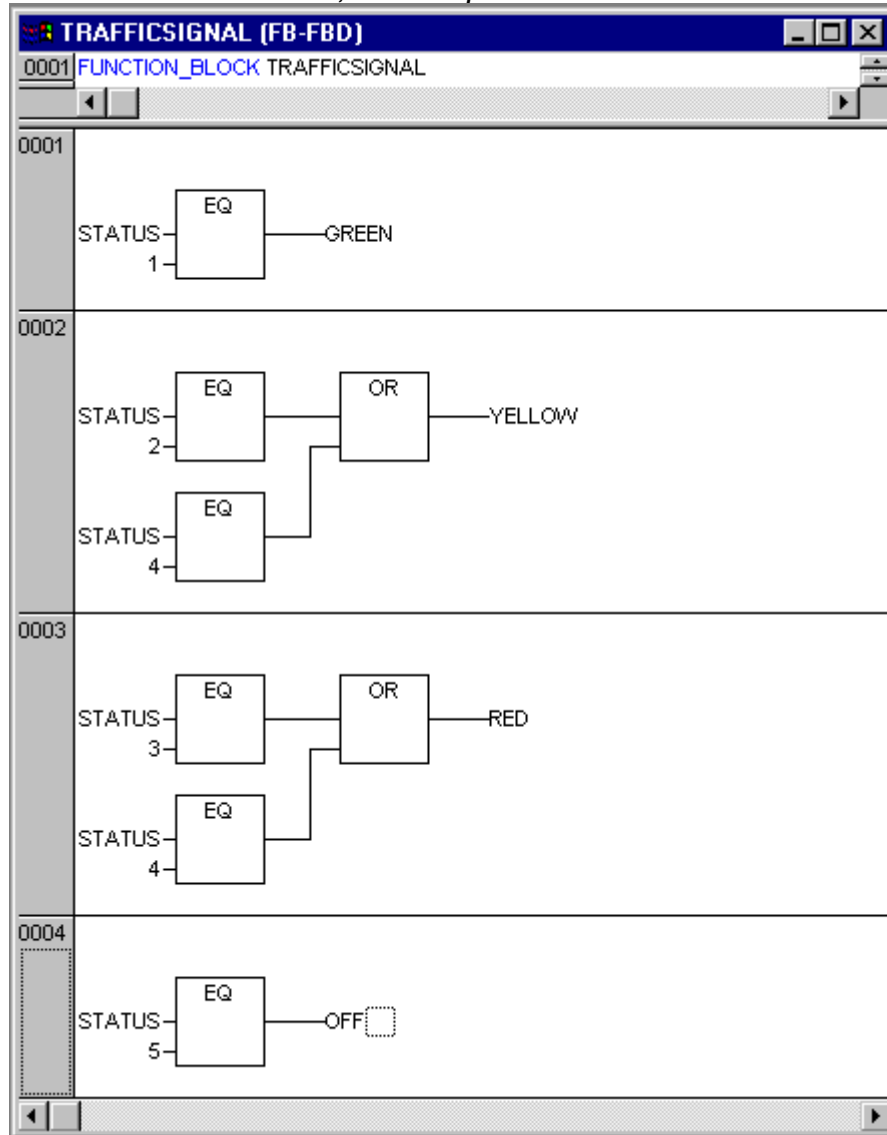 TRAFFICSIGNAL (FB-FBD)
0001 FUNCTION_BLOCK TRAFFICSIGNAL
0001
EQ
STATUS GREEN
1
0002
EQ OR
STATUS YELLOW
2
EQ
STATUS
4
0003
EQ OR
STATUS RED
3
EQ
STATUS
4
0004
EQ
STATUS OFF
5